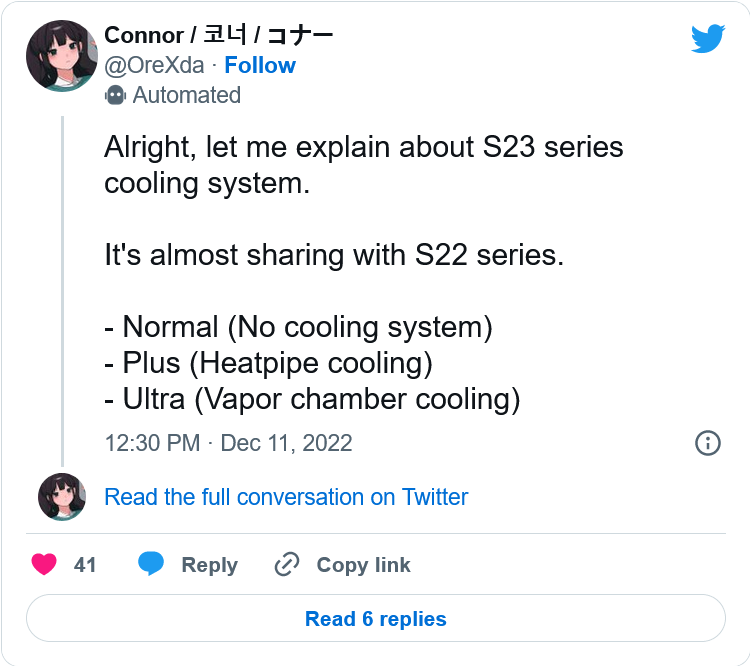 Connor / 코너 / コナー
@OreXda · Follow
Automated
Alright, let me explain about S23 series
cooling system.
It's almost sharing with S22 series.
- Normal (No cooling system)
- Plus (Heatpipe cooling)
- Ultra (Vapor chamber cooling)
12:30 PM · Dec 11, 2022
Read the full conversation on Twitter
41 Reply Copy link
Read 6 replies